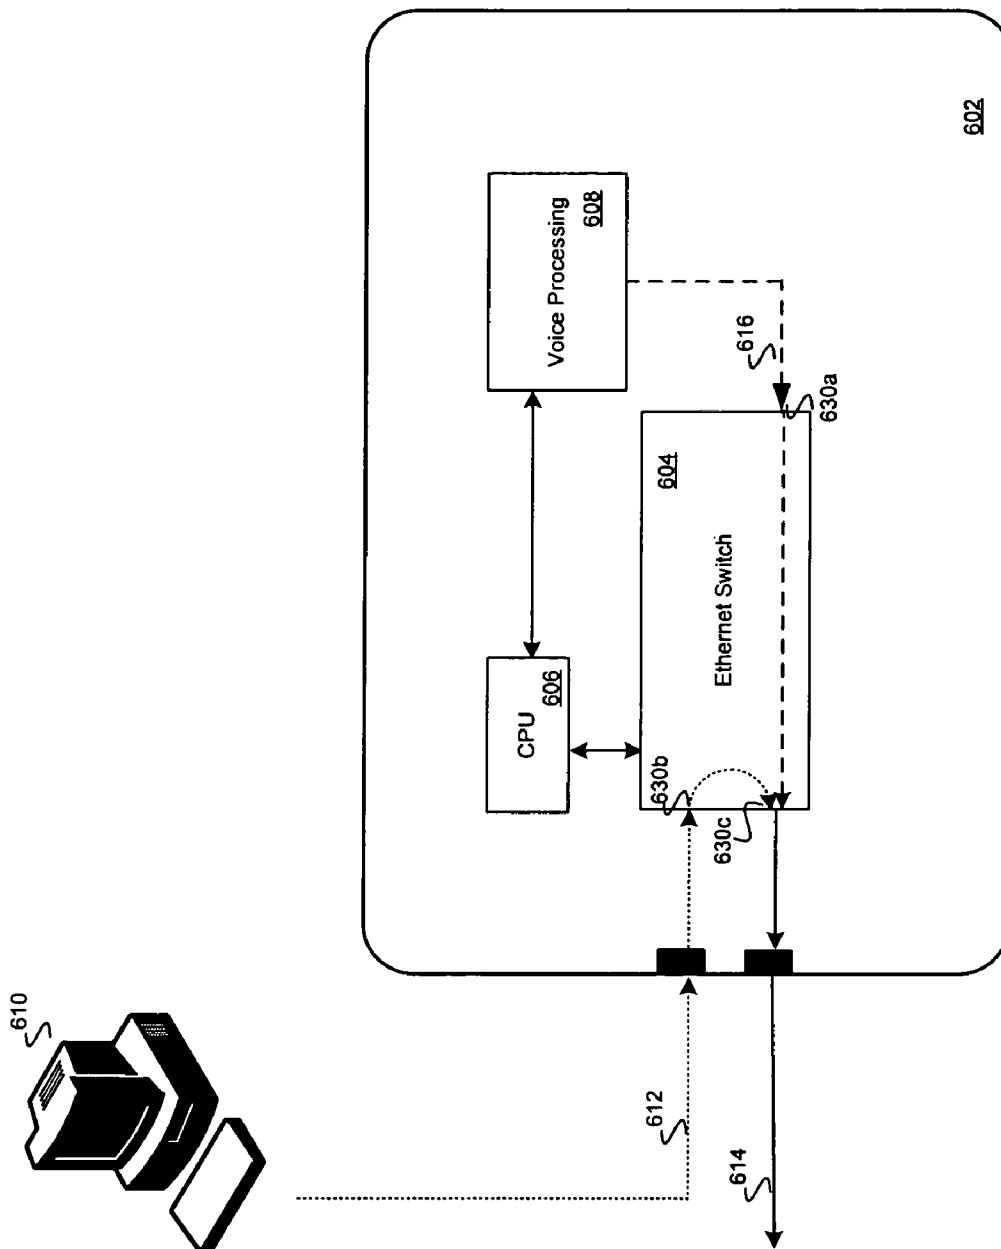 610
612
614
630b
630c
CPU
606
Ethernet Switch
604
616
630a
Voice Processing
608
602